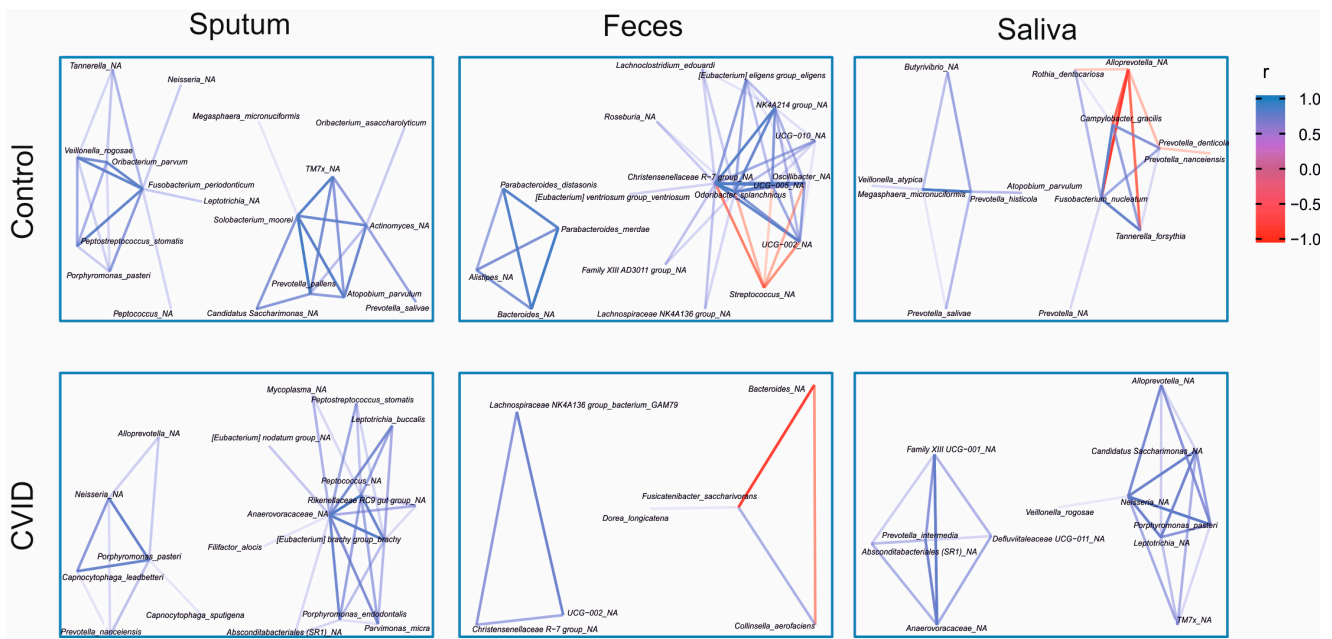 Sputum
Feces
Saliva
Control
Tannerella_NA
Neisseria_NA
Megasphaera_micronuciformis
Oribacterium_asaccharolyticum
Veillonella_rogosae
Oribacterium_parvum
TM7x_NA
Fusobacterium_periodonticum
Leptotrichia_NA
Solobacterium_moorei
Actinomyces_NA
Peptostreptococcus_stomatis
Porphyromonas_pasteri
Prevotella_pallens
Atopobium_parvulum
Peptococcus_NA
Candidatus Saccharimonas_NA
Prevotella_salivae
Lachnoclostridium_edouardi
[Eubacterium] eligens group_eligens
NK4A214 group_NA
Roseburia_NA
UCG-010_NA
Christensenellaceae R-7 group_NA
Oscillibacter_NA
Parabacteroides_distasonis
UCG-005_NA
[Eubacterium] ventriosum group_ventriosum
Odoribacter_splanchnicus
Parabacteroides_merdae
UCG-002_NA
Alistipes_NA
Family XIII AD3011 group_NA
Streptococcus_NA
Bacteroides_NA
Lachnospiraceae NK4A136 group_NA
Butyrivibrio_NA
Alloprevotella_NA
Rothia_dentocariosa
Campylobacter_gracilis
Prevotella_denticola
Prevotella_nanceiensis
Veillonella_atypica
Megasphaera_micronuciformis
Atopobium_parvulum
Prevotella_histicola
Fusobacterium_nucleatum
Tannerella_forsythia
Prevotella_salivae
Prevotella_NA
r
1.0
0.5
0.0
−0.5
−1.0
CVID
Mycoplasma_NA
Peptostreptococcus_stomatis
Leptotrichia_buccalis
Alloprevotella_NA
[Eubacterium] nodatum group_NA
Peptococcus_NA
Neisseria_NA
Rikenellaceae RC9 gut group_NA
Anaerovoracaceae_NA
[Eubacterium] brachy group_brachy
Filifactor_alocis
Porphyromonas_pasteri
Capnocytophaga_leadbetteri
Capnocytophaga_sputigena
Porphyromonas_endodontalis
Prevotella_nanceiensis
Absconditabacteriales (SR1)_NA
Parvimonas_micra
Bacteroides_NA
Lachnospiraceae NK4A136 group_bacterium_GAM79
Fusicatenibacter_saccharivorans
Dorea_longicatena
UCG-002_NA
Christensenellaceae R-7 group_NA
Collinsella_aerofaciens
Alloprevotella_NA
Family XIII UCG-001_NA
Candidatus Saccharimonas_NA
Neisseria_NA
Veillonella_rogosae
Porphyromonas_pasteri
Prevotella_intermedia
Defluviitaleaceae UCG-011_NA
Leptotrichia_NA
Absconditabacteriales (SR1)_NA
Anaerovoracaceae_NA
TM7x_NA